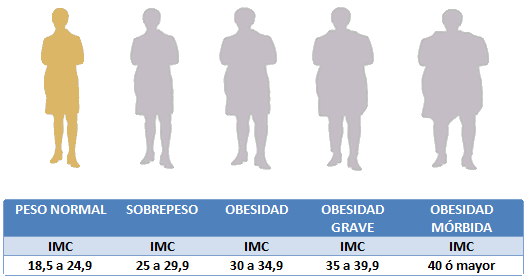 PESO NORMAL SOBREPESO OBESIDAD OBESIDAD GRAVE OBESIDAD MÓRBIDA
IMC IMC IMC IMC IMC
18,5 a 24,9 25 a 29,9 30 a 34,9 35 a 39,9 40 ó mayor